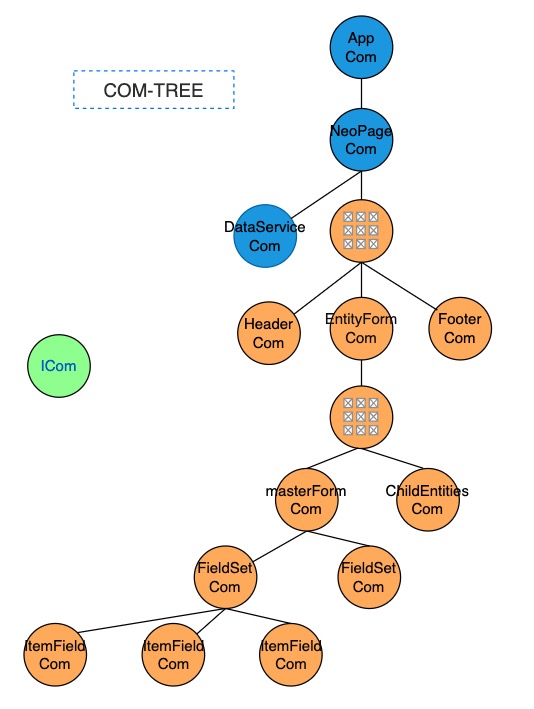 App
Com
COM-TREE
NeoPage
Com
DataService
Com
Header
Com
EntityForm
Com
Footer
Com
ICom
masterForm
Com
ChildEntities
Com
FieldSet
Com
FieldSet
Com
ItemField
Com
ItemField
Com
ItemField
Com